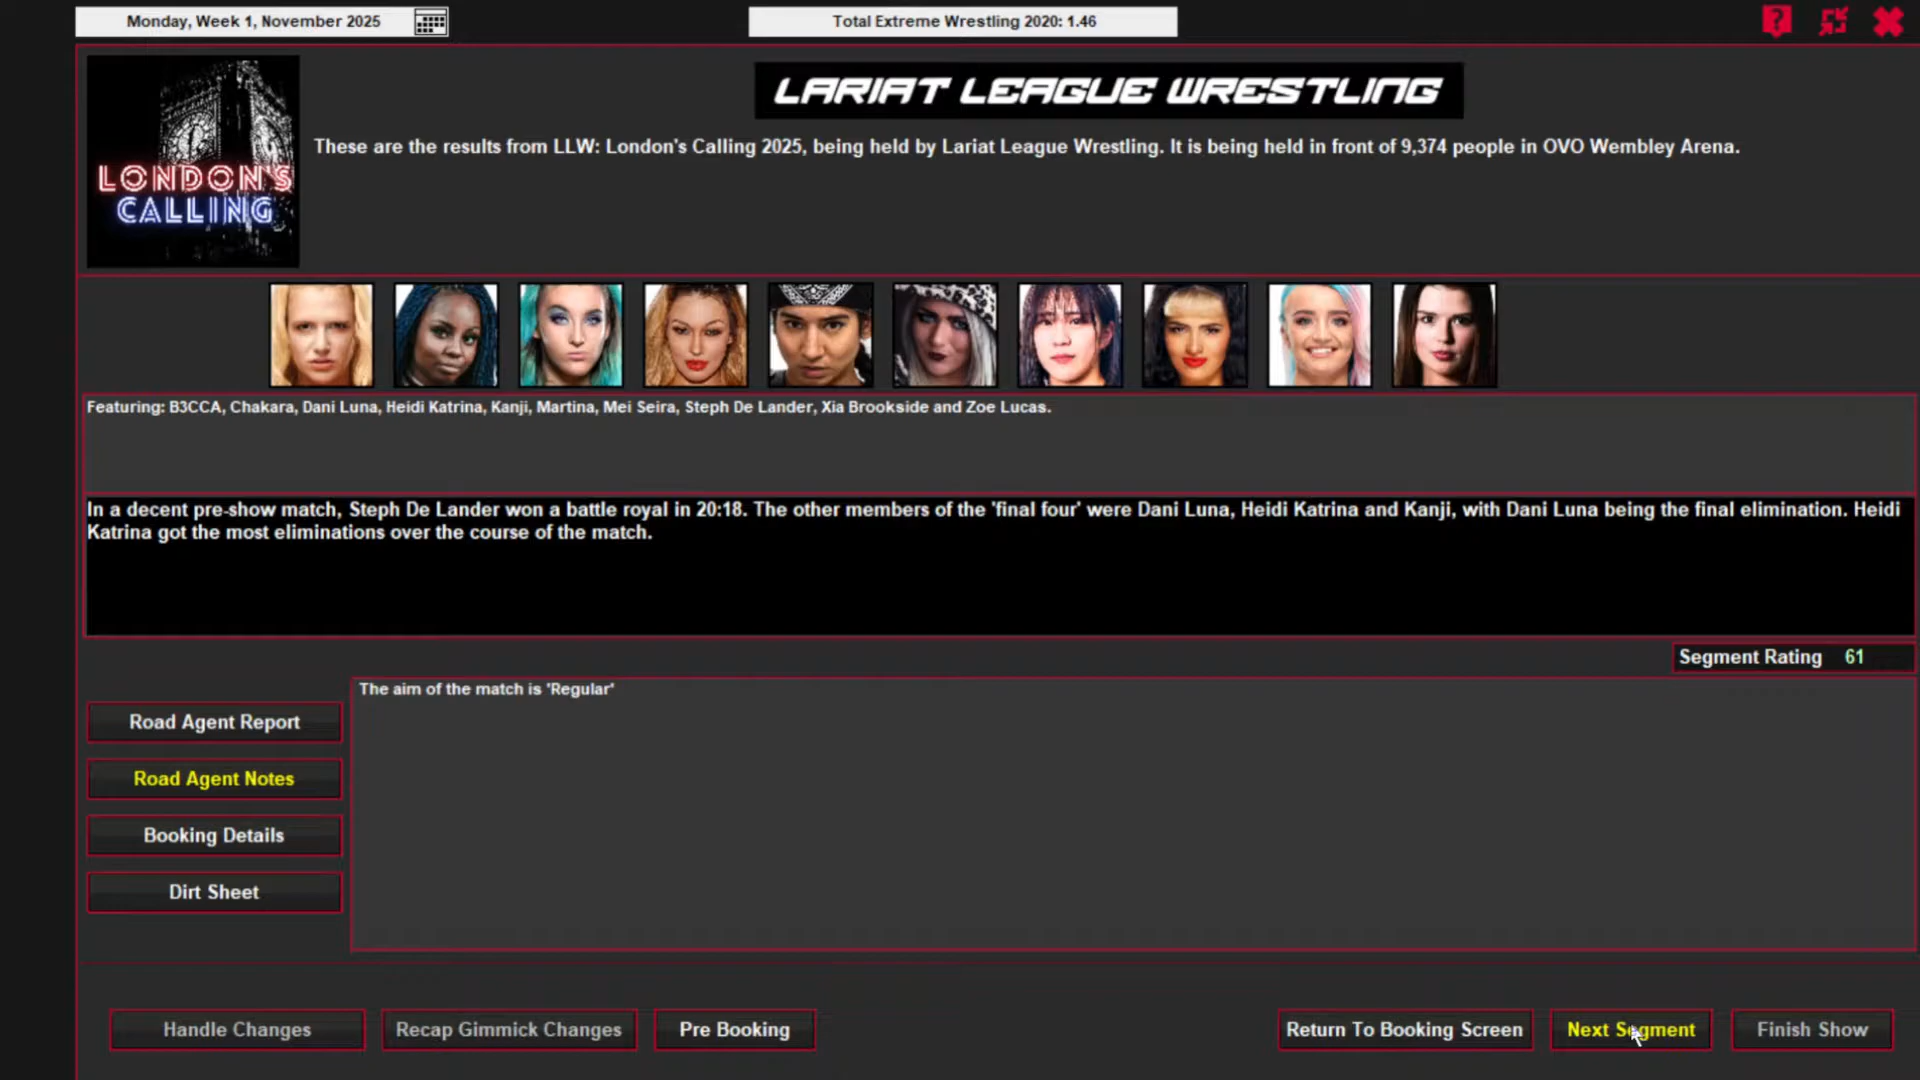 Monday, Week 1, November 2025
Total Extreme Wrestling 2020: 1.46
?
LARIAT LEAGUE WRESTLING
LONDON'S
CALLING
These are the results from LLW: London's Calling 2025, being held by Lariat League Wrestling. It is being held in front of 9,374 people in OVO Wembley Arena.
Featuring: B3CCA, Chakara, Dani Luna, Heidi Katrina, Kanji, Martina, Mei Seira, Steph De Lander, Xia Brookside and Zoe Lucas.
In a decent pre-show match, Steph De Lander won a battle royal in 20:18. The other members of the 'final four' were Dani Luna, Heidi Katrina and Kanji, with Dani Luna being the final elimination. Heidi
Katrina got the most eliminations over the course of the match.
Segment Rating 61
The aim of the match is 'Regular'
Road Agent Report
Road Agent Notes
Booking Details
Dirt Sheet
Handle Changes
Recap Gimmick Changes
Pre Booking
Return To Booking Screen
Next Segment
Finish Show